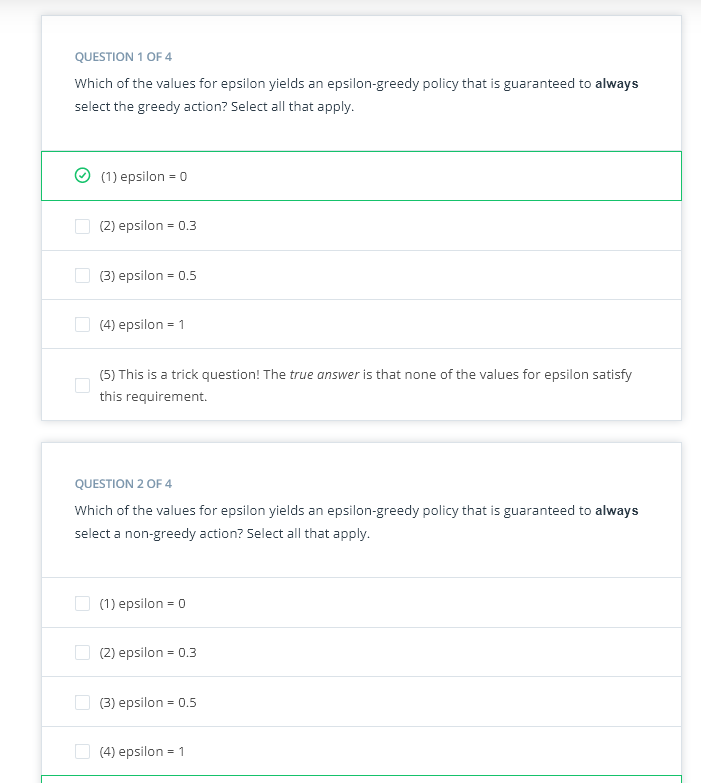 QUESTION 1 OF 4
Which of the values for epsilon yields an epsilon-greedy policy that is guaranteed to always
select the greedy action? Select all that apply.
(1) epsilon = 0
(2) epsilon = 0.3
(3) epsilon = 0.5
(4) epsilon = 1
(5) This is a trick question! The true answer is that none of the values for epsilon satisfy
this requirement.
QUESTION 2 OF 4
Which of the values for epsilon yields an epsilon-greedy policy that is guaranteed to always
select a non-greedy action? Select all that apply.
(1) epsilon = 0
(2) epsilon = 0.3
(3) epsilon = 0.5
(4) epsilon = 1